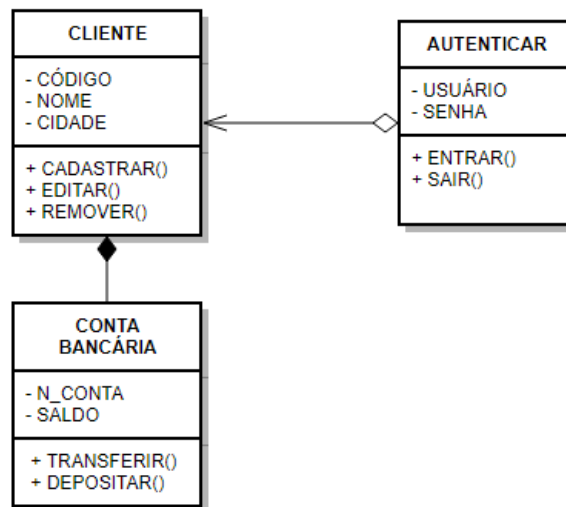 CLIENTE
- CÓDIGO
- NOME
- CIDADE
+ CADASTRAR()
+ EDITAR()
+ REMOVER()
AUTENTICAR
- USUÁRIO
- SENHA
+ ENTRAR()
+ SAIR()
CONTA
BANCÁRIA
- N_CONTA
- SALDO
+ TRANSFERIR()
+ DEPOSITAR()